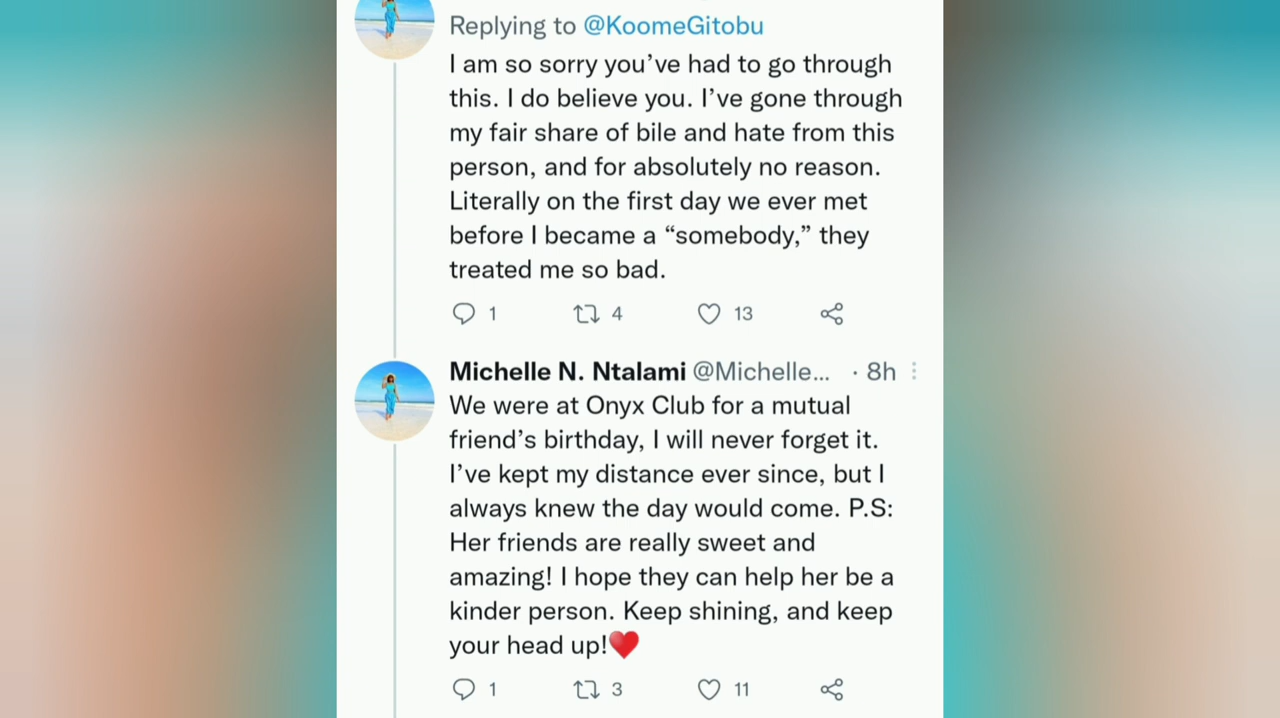 Replying to @KoomeGitobu
I am so sorry you’ve had to go through
this. I do believe you. I’ve gone through
my fair share of bile and hate from this
person, and for absolutely no reason.
Literally on the first day we ever met
before I became a “somebody,” they
treated me so bad.
1 4 13
Michelle N. Ntalami @Michelle... · 8h
We were at Onyx Club for a mutual
friend’s birthday, I will never forget it.
I’ve kept my distance ever since, but I
always knew the day would come. P.S:
Her friends are really sweet and
amazing! I hope they can help her be a
kinder person. Keep shining, and keep
your head up!❤️
1 3 11